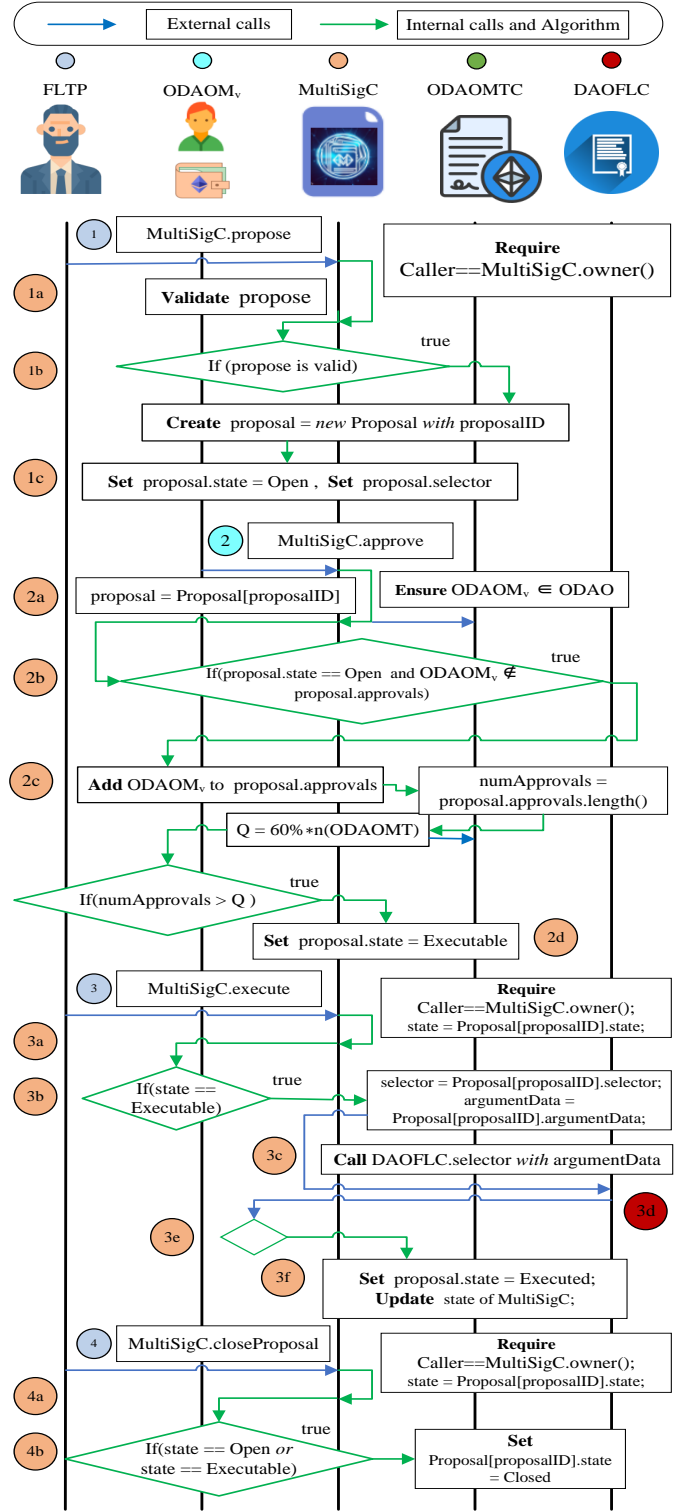 External calls
Internal calls and Algorithm
FLTP
ODAOMv
MultiSigC
ODAOMTC
DAOFLC
1
MultiSigC.propose
Require
Caller==MultiSigC.owner()
1a
Validate propose
true
1b
If (propose is valid)
Create proposal = new Proposal with proposalID
1c
Set proposal.state = Open , Set proposal.selector
2
MultiSigC.approve
2a
proposal = Proposal[proposalID]
Ensure ODAOMv ∈ ODAO
true
2b
If(proposal.state == Open and ODAOMv ∉
proposal.approvals)
2c
Add ODAOMv to proposal.approvals
numApprovals =
proposal.approvals.length()
Q = 60%*n(ODAOMT)
true
If(numApprovals > Q )
Set proposal.state = Executable
2d
3
MultiSigC.execute
Require
Caller==MultiSigC.owner();
state = Proposal[proposalID].state;
3a
true
3b
If(state ==
Executable)
selector = Proposal[proposalID].selector;
argumentData =
Proposal[proposalID].argumentData;
3c
Call DAOFLC.selector with argumentData
3d
3e
3f
Set proposal.state = Executed;
Update state of MultiSigC;
4
MultiSigC.closeProposal
Require
Caller==MultiSigC.owner();
state = Proposal[proposalID].state;
4a
true
4b
If(state == Open or
state == Executable)
Set
Proposal[proposalID].state
= Closed